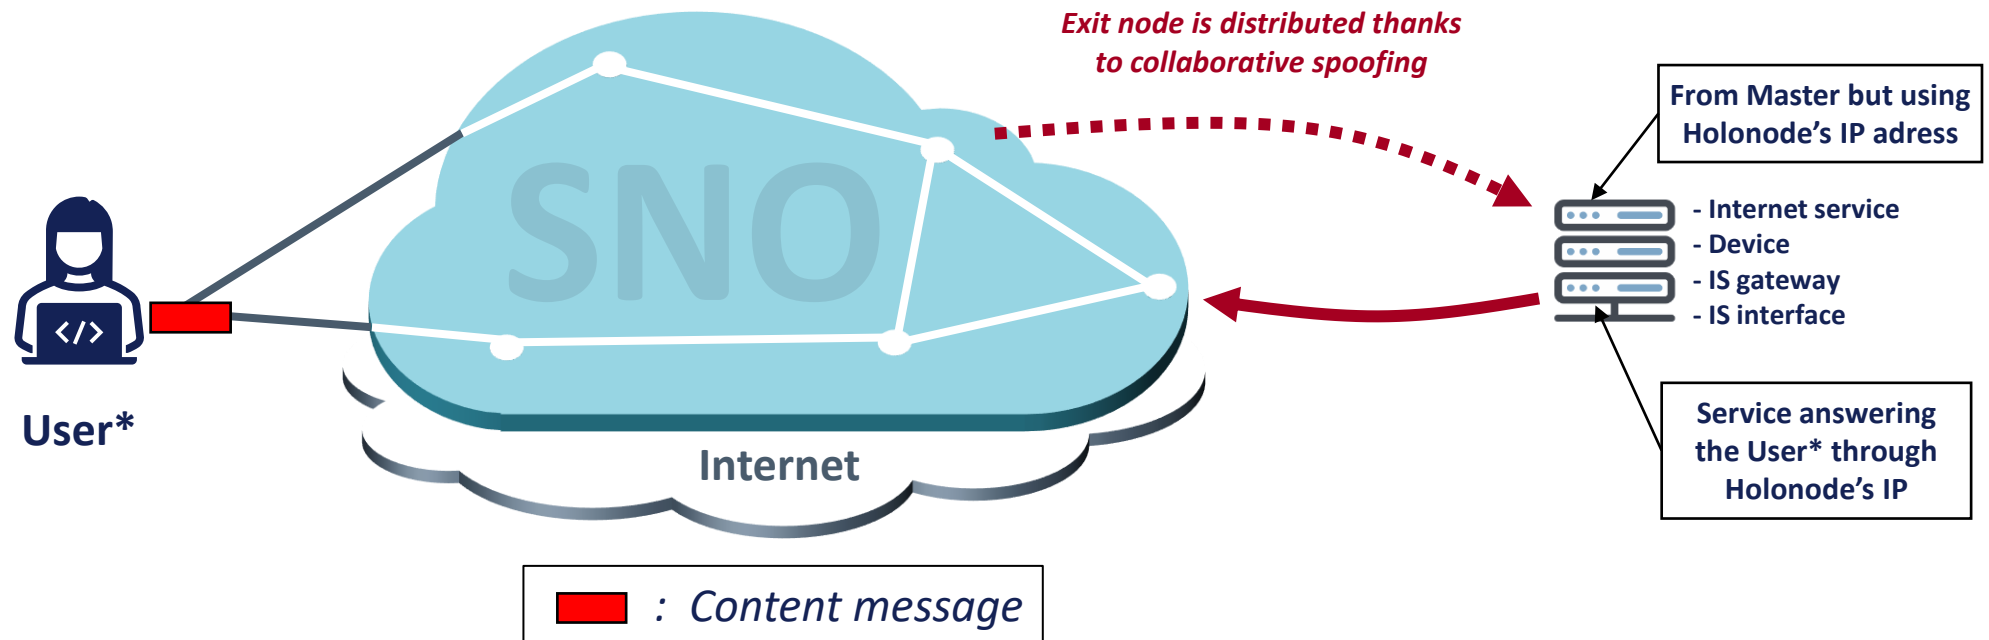 Exit node is distributed thanks
to collaborative spoofing
From Master but using
Holonode’s IP adress
SNO
- Internet service
- Device
- IS gateway
- IS interface
</>
User*
Internet
Service answering
the User* through
Holonode’s IP
: Content message